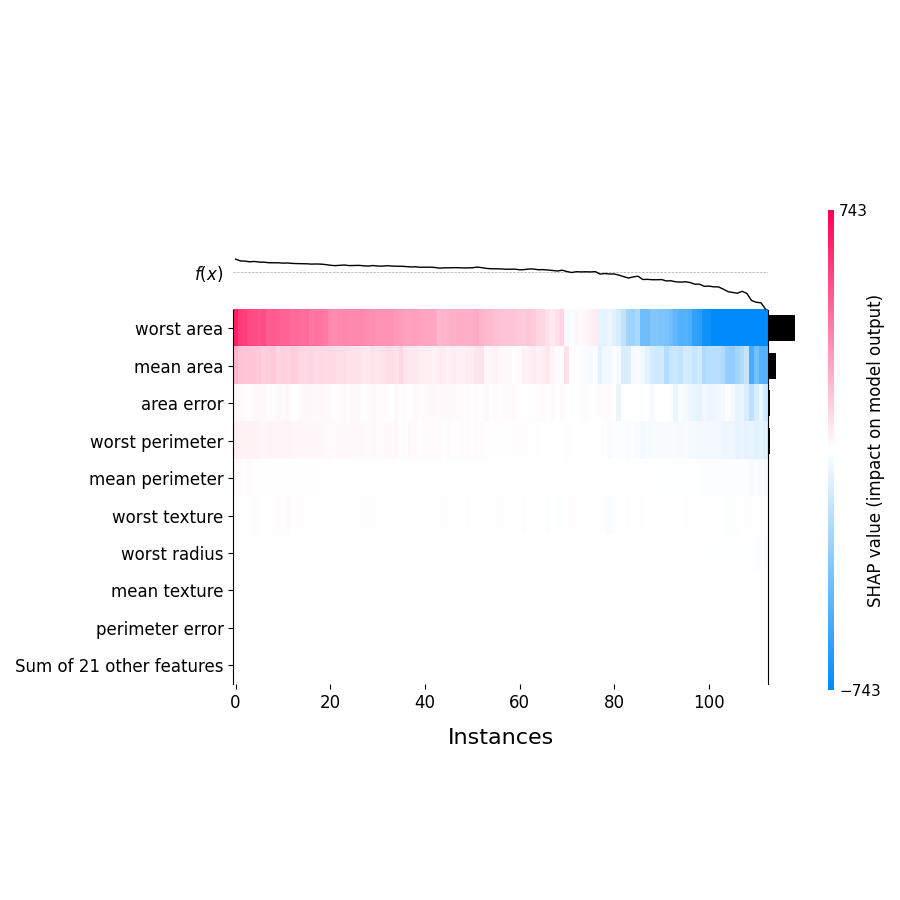 743
f(x)
worst area
mean area
area error
worst perimeter
mean perimeter
worst texture
worst radius
mean texture
perimeter error
Sum of 21 other features
SHAP value (impact on model output)
−743
0 20 40 60 80 100
Instances